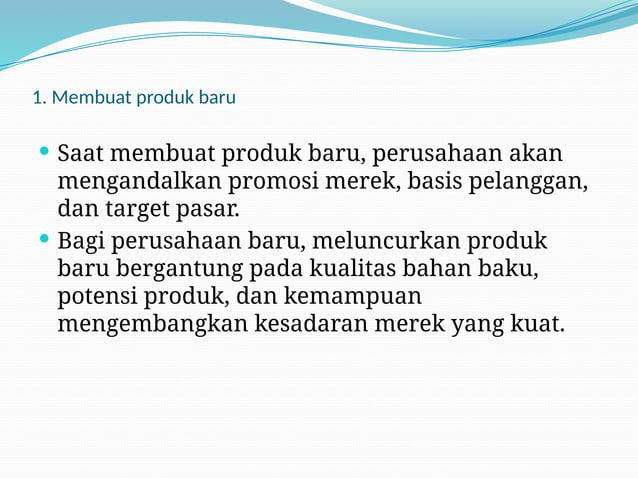 1. Membuat produk baru
• Saat membuat produk baru, perusahaan akan
mengandalkan promosi merek, basis pelanggan,
dan target pasar.
• Bagi perusahaan baru, meluncurkan produk
baru bergantung pada kualitas bahan baku,
potensi produk, dan kemampuan
mengembangkan kesadaran merek yang kuat.